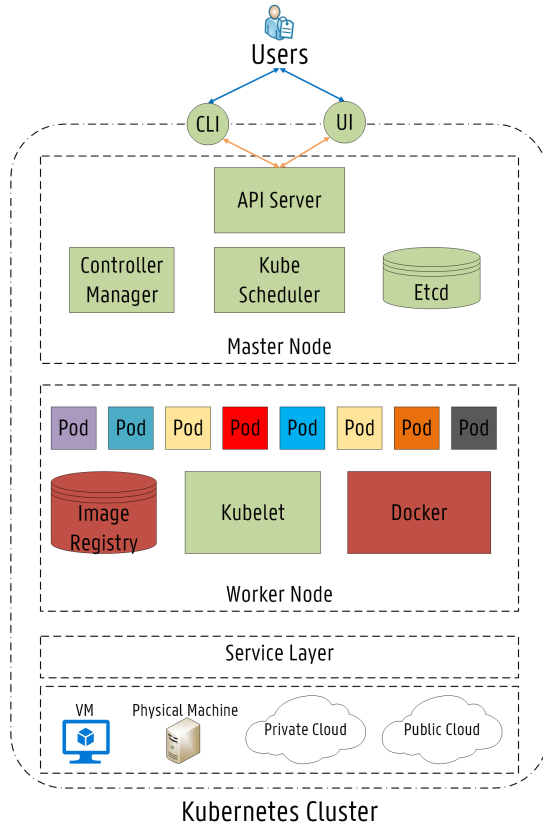 Users
CLI
UI
API Server
Controller
Manager
Kube
Scheduler
Etcd
Master Node
Pod Pod Pod Pod Pod Pod Pod Pod
Image
Registry
Kubelet
Docker
Worker Node
Service Layer
VM
Physical Machine
Private Cloud
Public Cloud
Kubernetes Cluster